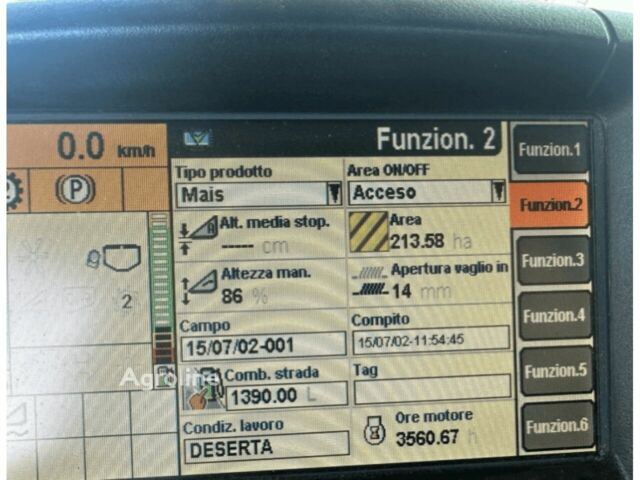 0.0 km/h
Funzion. 2
Funzion.1
Tipo prodotto
Area ON/OFF
Mais
Acceso
Funzion.2
Alt. media stop.
----- cm
Area
213.58 ha
Funzion.3
Altezza man.
86 %
Apertura vaglio in
14 mm
2
Funzion.4
Campo
15/07/02-001
Compito
15/07/02-11:54:45
Agroline
Comb. strada
1390.00 L
Tag
Funzion.5
Condiz. lavoro
DESERTA
Ore motore
3560.67 h
Funzion.6